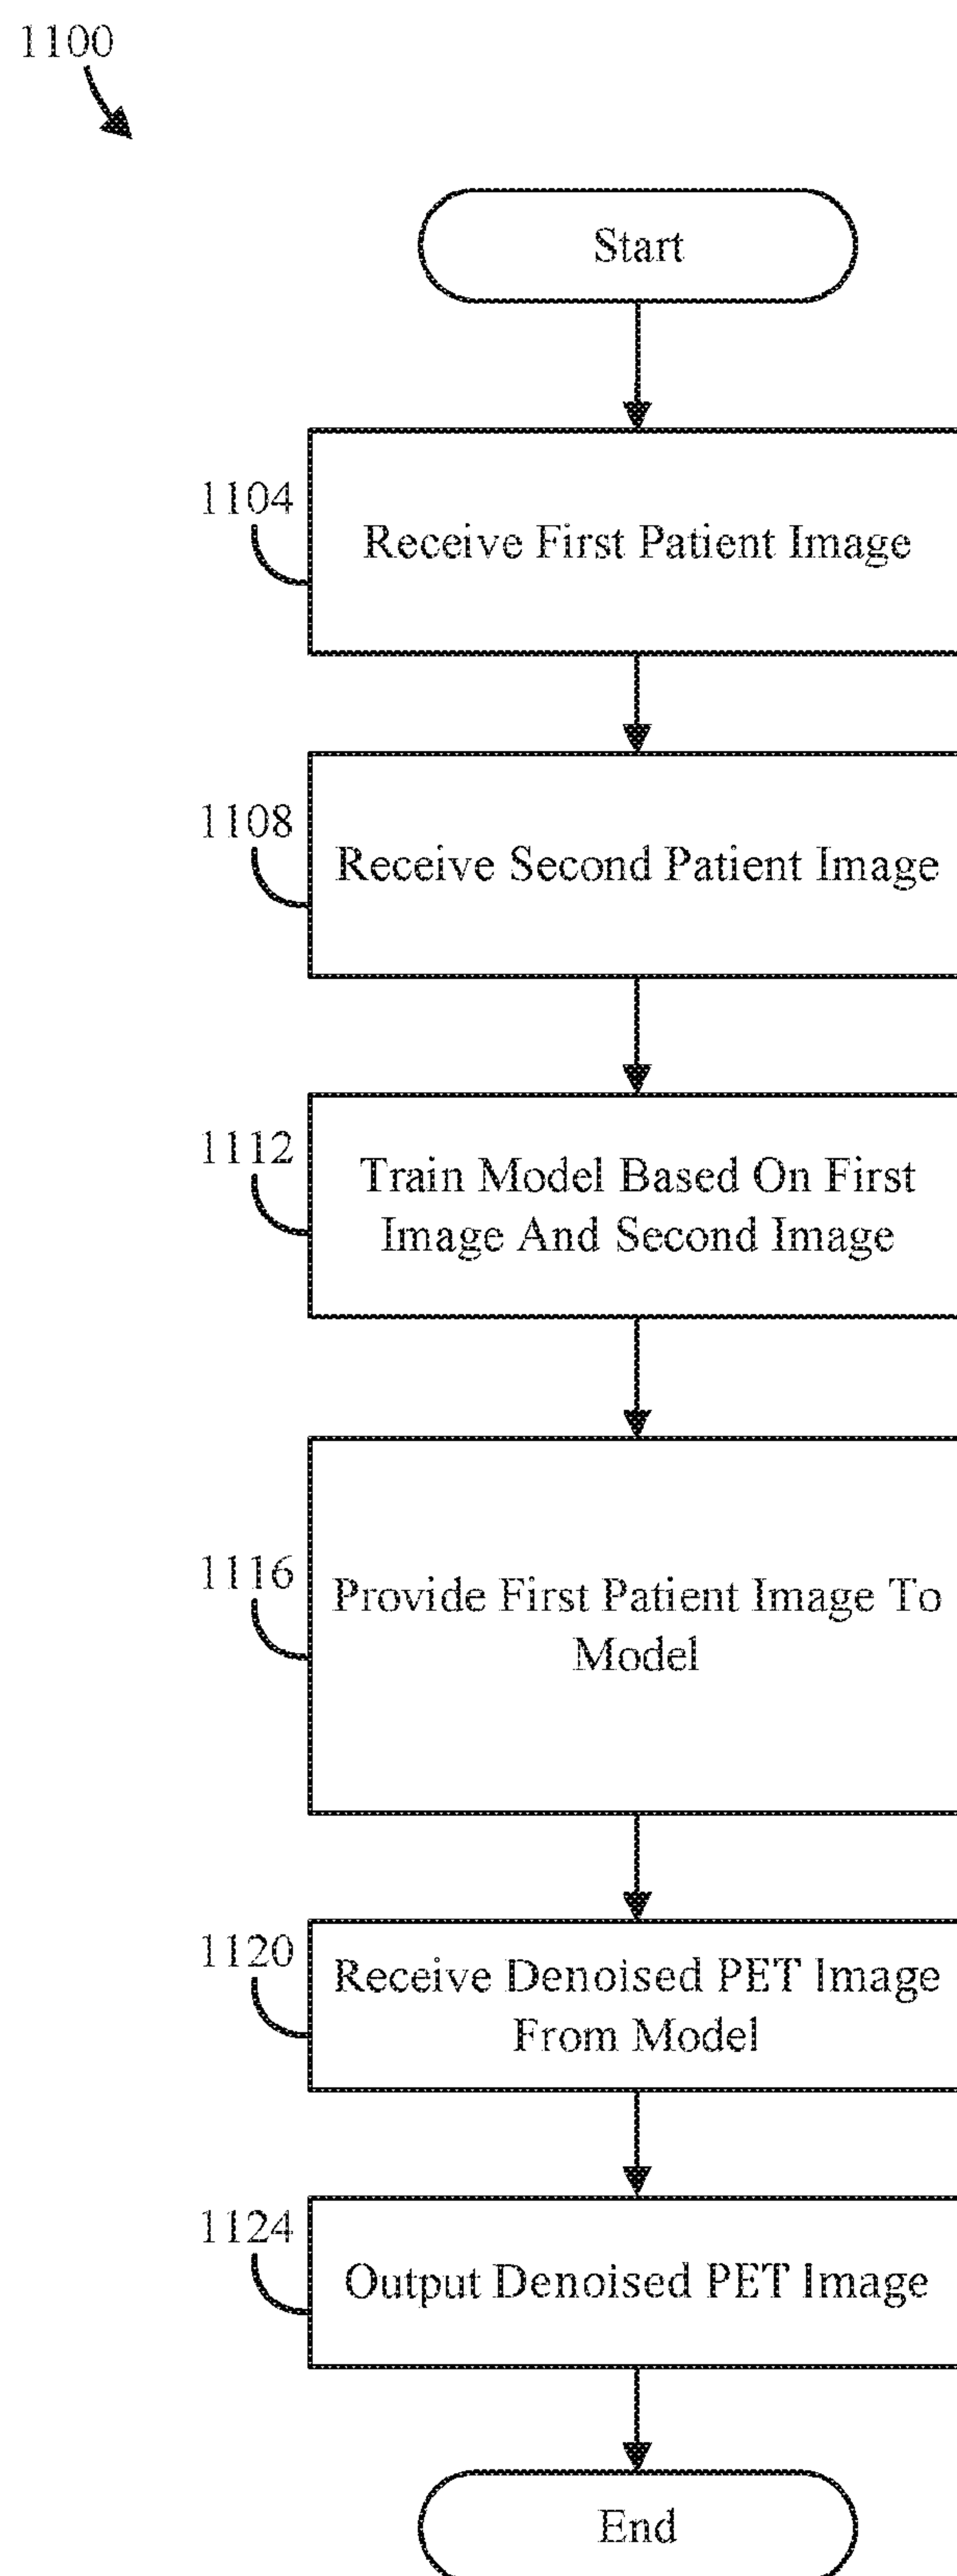 1100
Start
1104
Receive First Patient Image
1108
Receive Second Patient Image
1112
Train Model Based On First
Image And Second Image
1116
Provide First Patient Image To
Model
1120
Receive Denoised PET Image
From Model
1124
Output Denoised PET Image
End